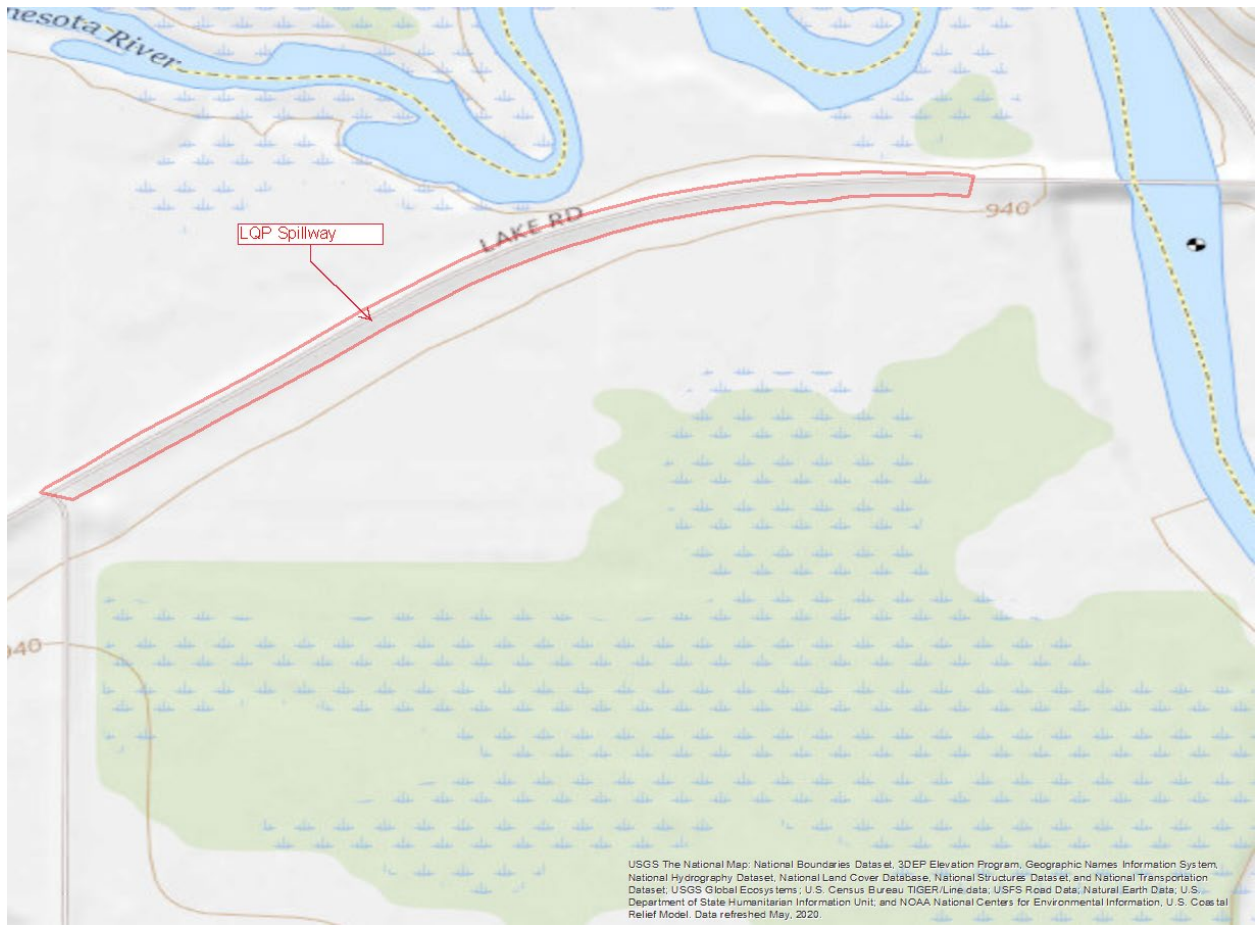 nesota River
LAKE RD
LQP Spillway
940
940
USGS The National Map: National Boundaries Dataset, 3DEP Elevation Program, Geographic Names Information System,
National Hydrography Dataset, National Land Cover Database, National Structures Dataset, and National Transportation
Dataset; USGS Global Ecosystems; U.S. Census Bureau TIGER/Line data; USFS Road Data; Natural Earth Data; U.S.
Department of State Humanitarian Information Unit; and NOAA National Centers for Environmental Information, U.S. Coastal
Relief Model. Data refreshed May, 2020.